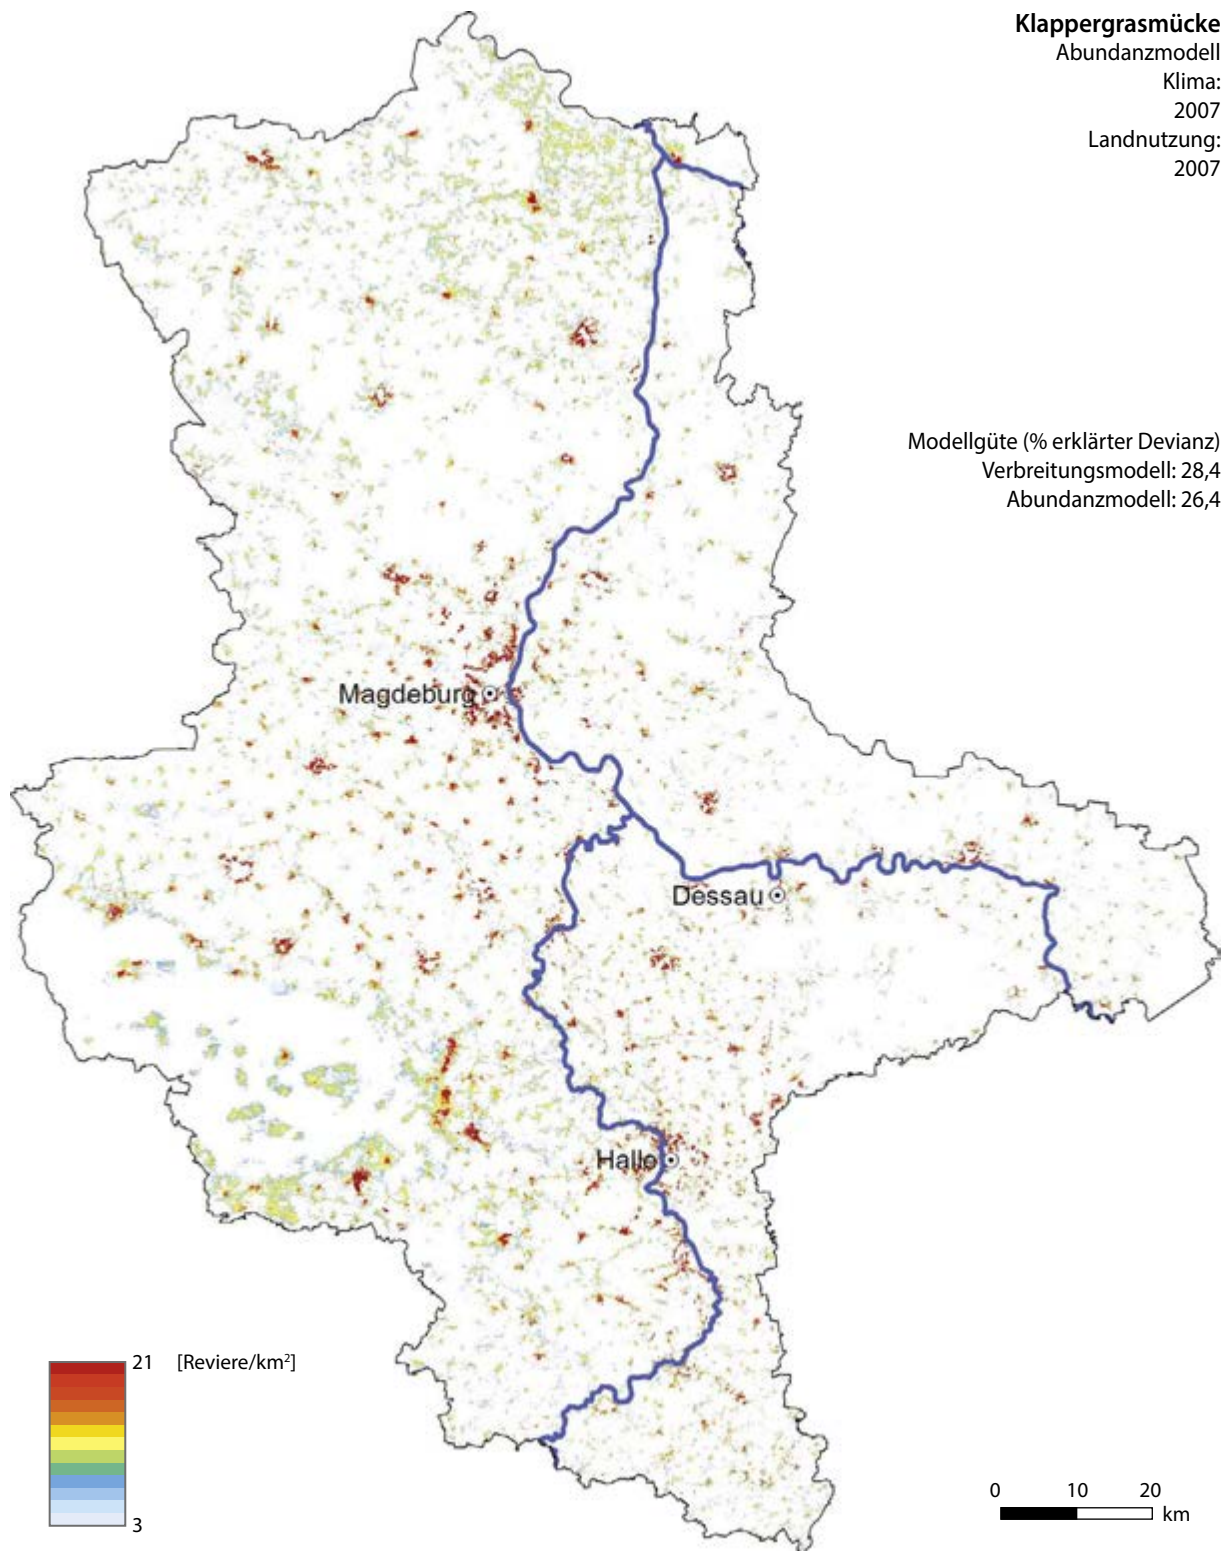 Klappergrasmücke
Abundanzmodell
Klima:
2007
Landnutzung:
2007
Modellgüte (% erklärter Devianz)
Verbreitungsmodell: 28,4
Abundanzmodell: 26,4
Magdeburg
Dessau
Halle
21 [Reviere/km²]
3
0 10 20
km